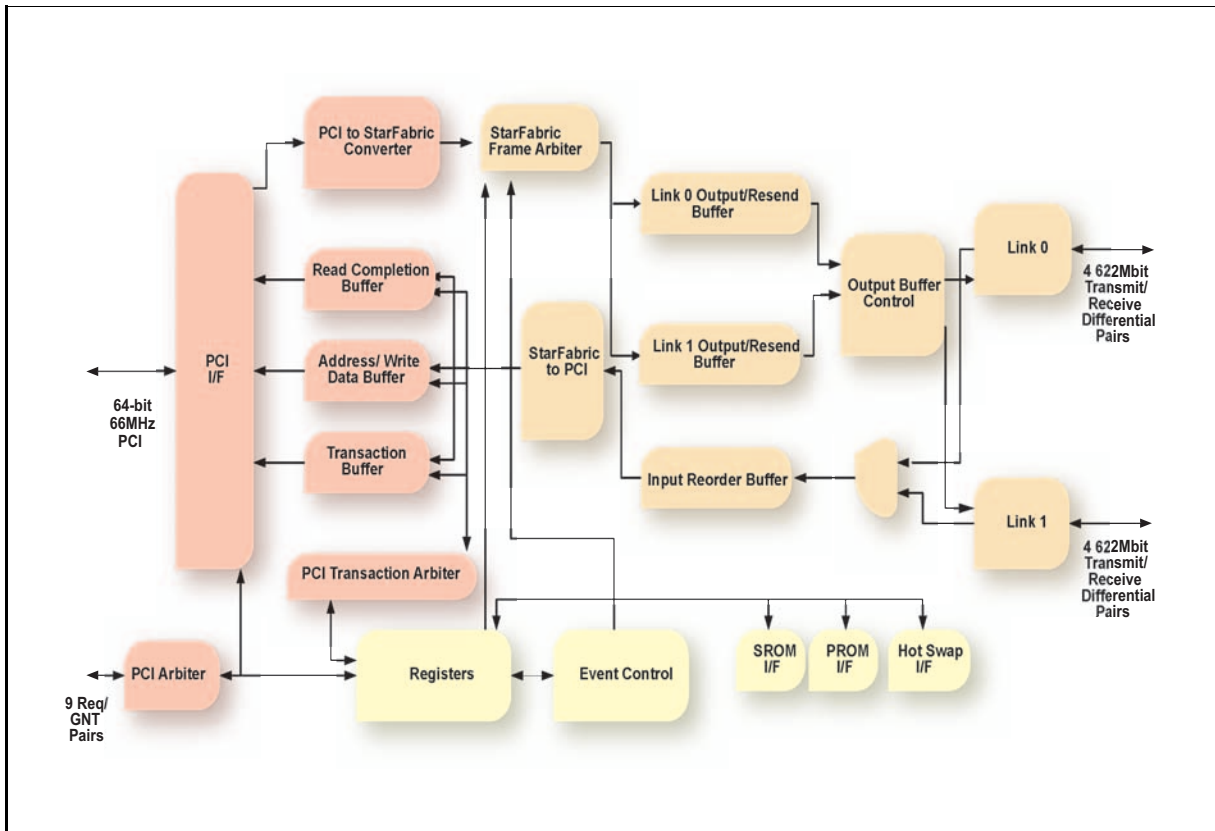 PCI to StarFabric
Converter
StarFabric
Frame Arbiter
Link 0 Output/Resend
Buffer
Link 0
4 622Mbit
Transmit/
Receive
Differential
Pairs
Read Completion
Buffer
Output Buffer
Control
PCI
I/F
Address/ Write
Data Buffer
StarFabric
to PCI
Link 1 Output/Resend
Buffer
64-bit
66MHz
PCI
Transaction
Buffer
Input Reorder Buffer
Link 1
4 622Mbit
Transmit/
Receive
Differential
Pairs
PCI Transaction Arbiter
PCI Arbiter
9 Req/
GNT
Pairs
Registers
Event Control
SROM
I/F
PROM
I/F
Hot Swap
I/F